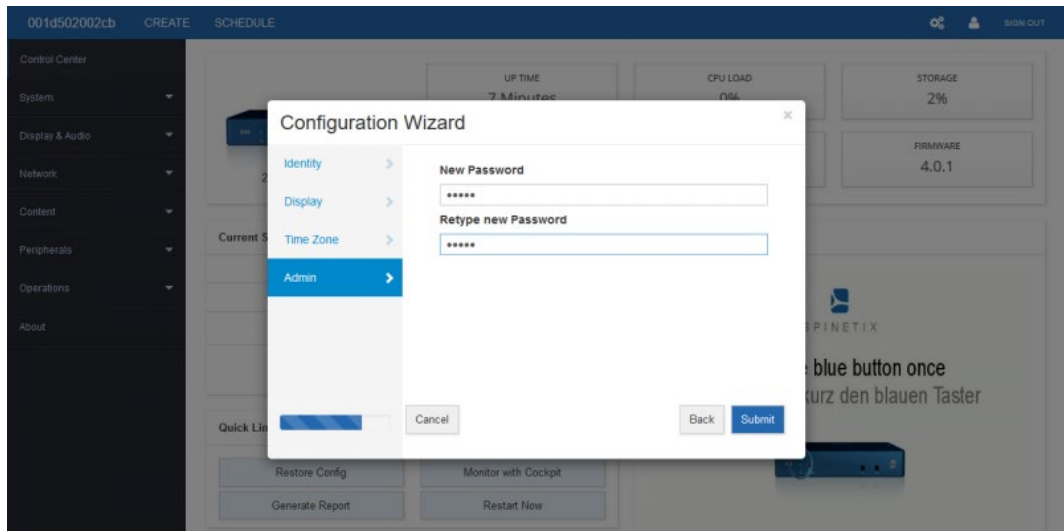 001d502002cb CREATE SCHEDULE SIGN OUT
Control Center
System
Display & Audio
Network
Content
Peripherals
Operations
About
UP TIME
7 Minutes
CPU LOAD
0%
STORAGE
2%
FIRMWARE
4.0.1
Configuration Wizard
×
Identity
Display
Time Zone
Admin
New Password
•••••
Retype new Password
•••••
Cancel
Back
Submit
2
Current S
SPINETIX
blue button once
kurz den blauen Taster
Quick Lin
Restore Config
Monitor with Cockpit
Generate Report
Restart Now